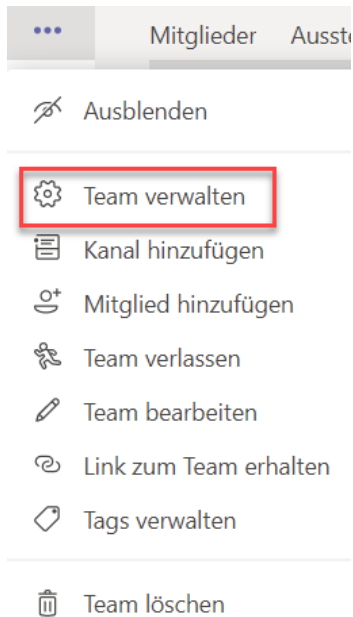 Mitglieder Ausste
Ausblenden
Team verwalten
Kanal hinzufügen
Mitglied hinzufügen
Team verlassen
Team bearbeiten
Link zum Team erhalten
Tags verwalten
Team löschen